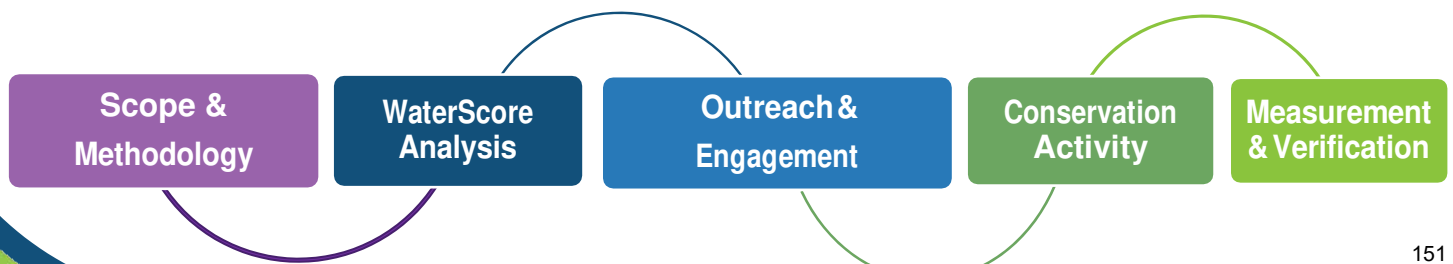 Scope &
Methodology
WaterScore
Analysis
Outreach &
Engagement
Conservation
Activity
Measurement
& Verification
151